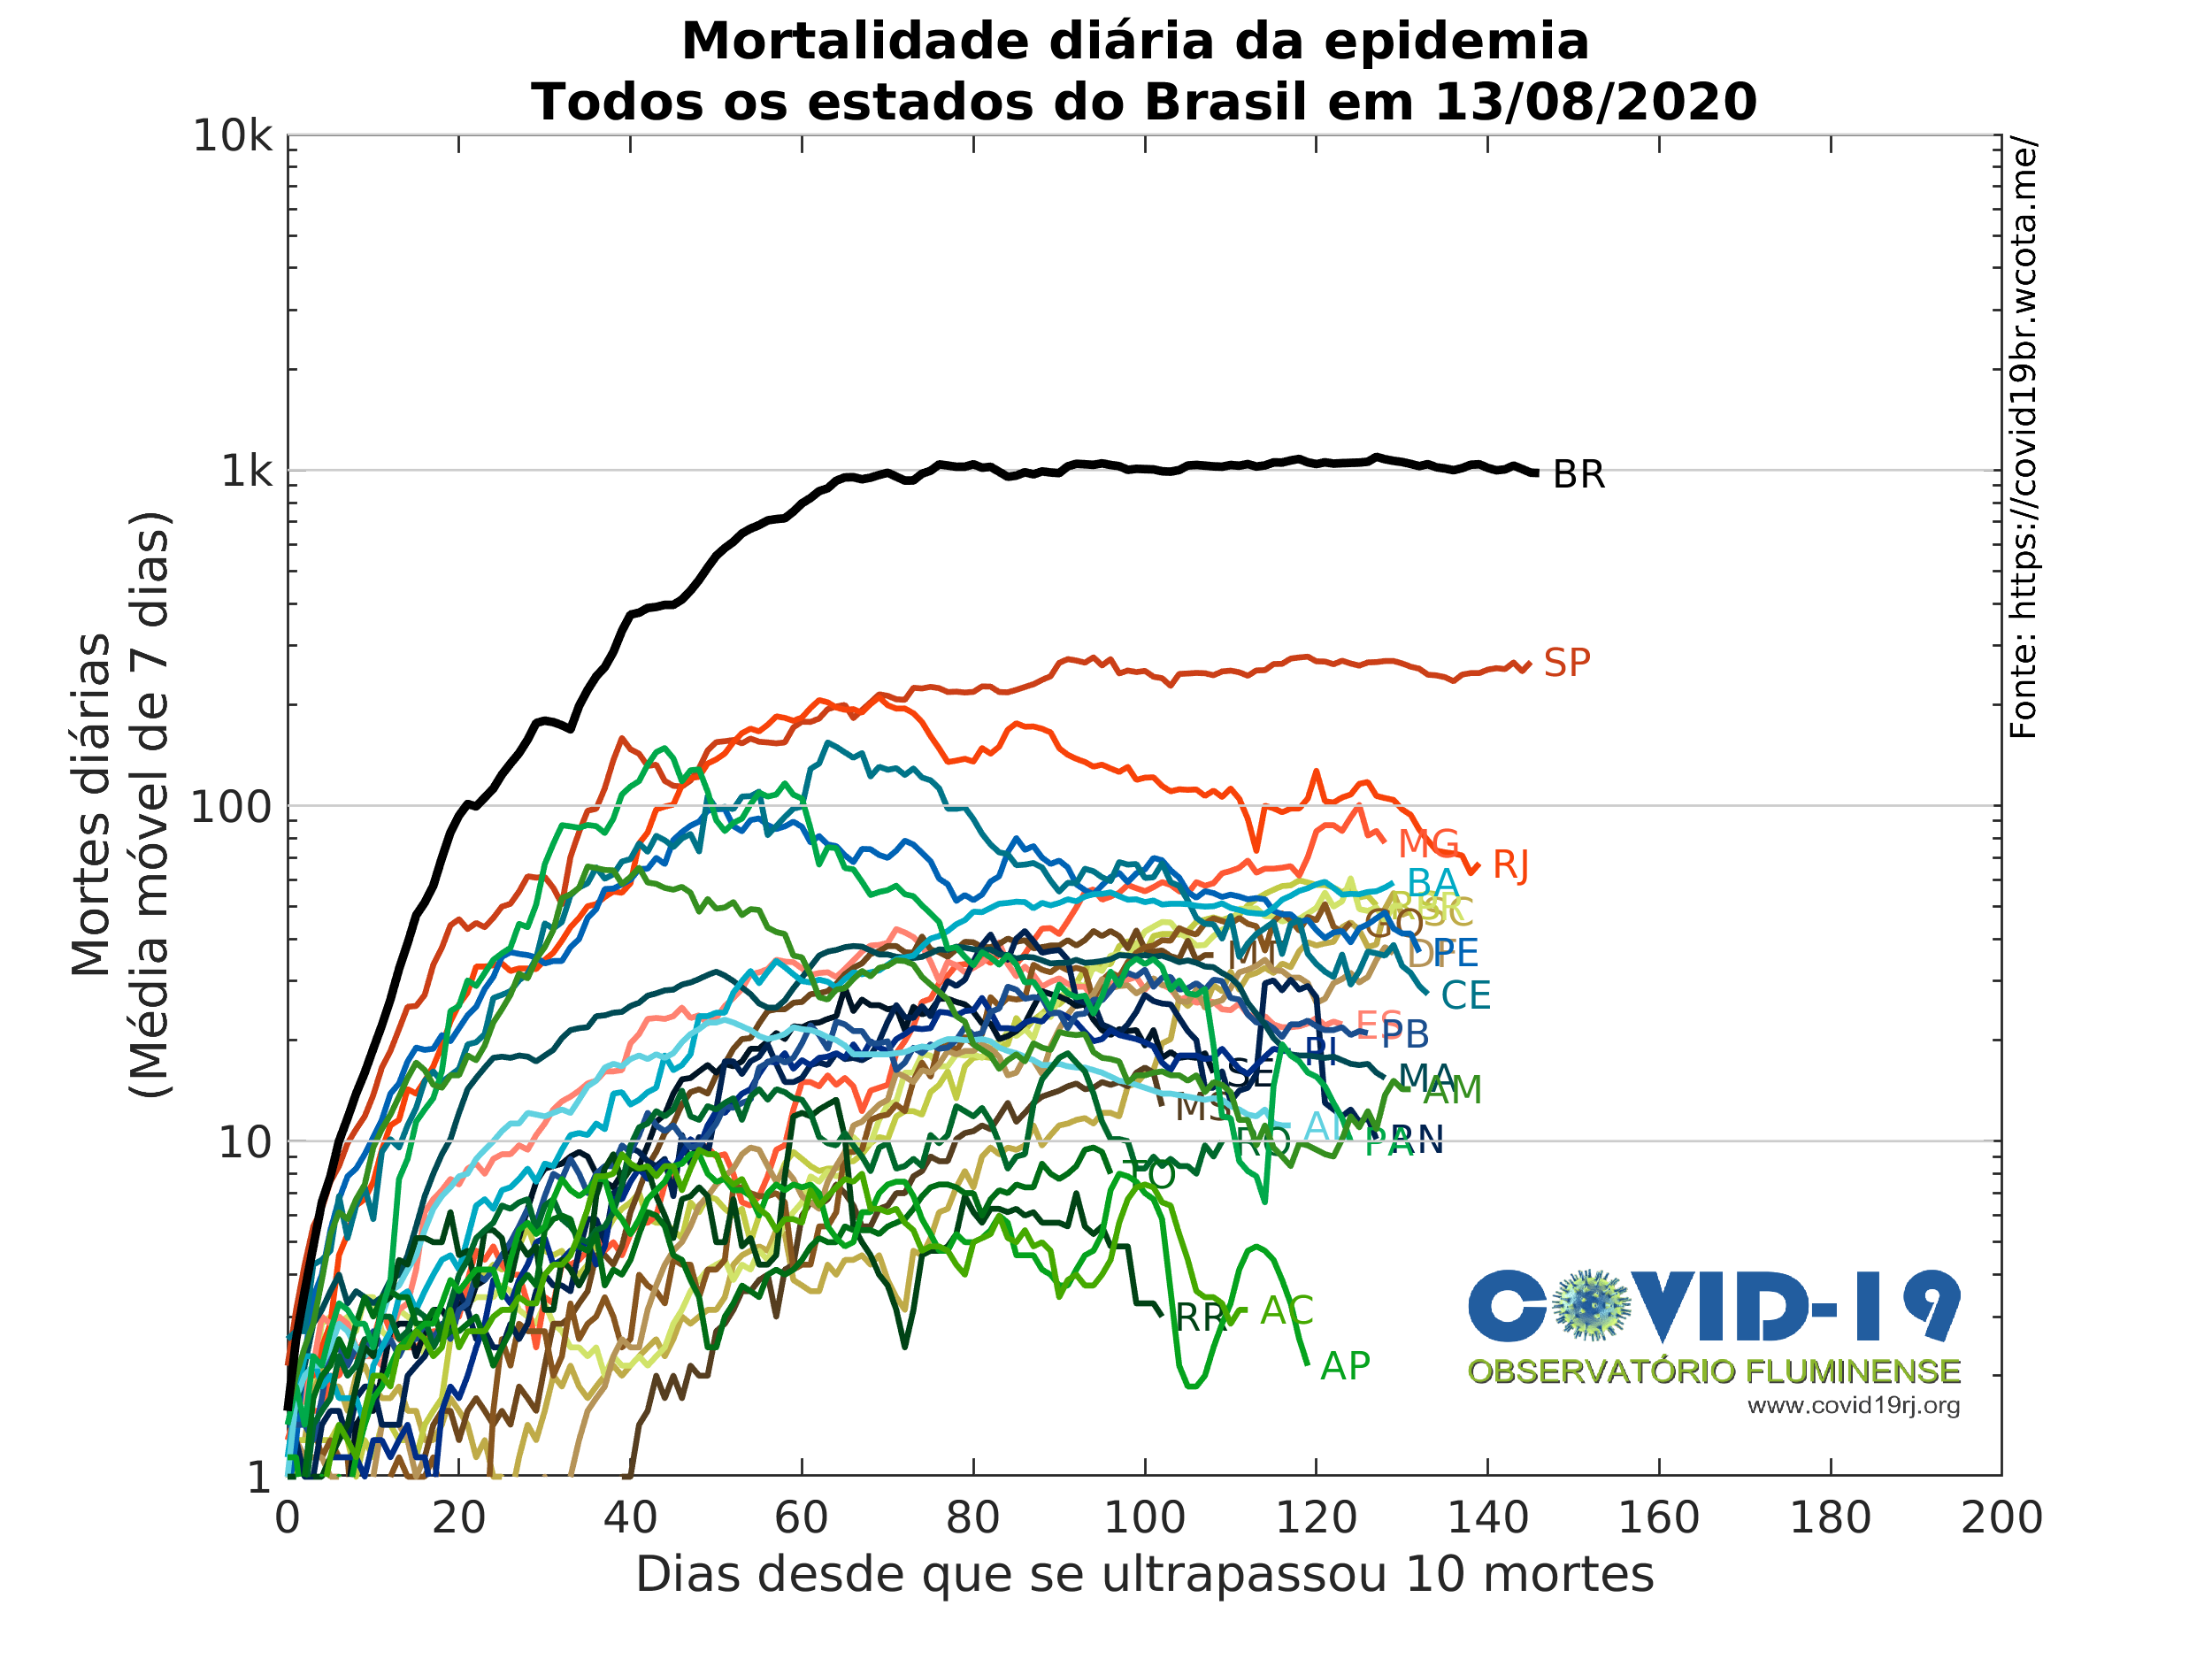 Mortalidade diária da epidemia
Todos os estados do Brasil em 13/08/2020
Mortes diárias
(Média móvel de 7 dias)
10k
1k
100
10
1
BR
SP
MG
RJ
BA
SC
GO
PE
DF
CE
ES
PB
PI
SE
MA
AM
MS
AL
RO
PA
RN
TO
RR
AC
AP
0 20 40 60 80 100 120 140 160 180 200
Dias desde que se ultrapassou 10 mortes
Fonte: https://covid19br.wcota.me/
COVID-19
OBSERVATÓRIO FLUMINENSE
www.covid19rj.org